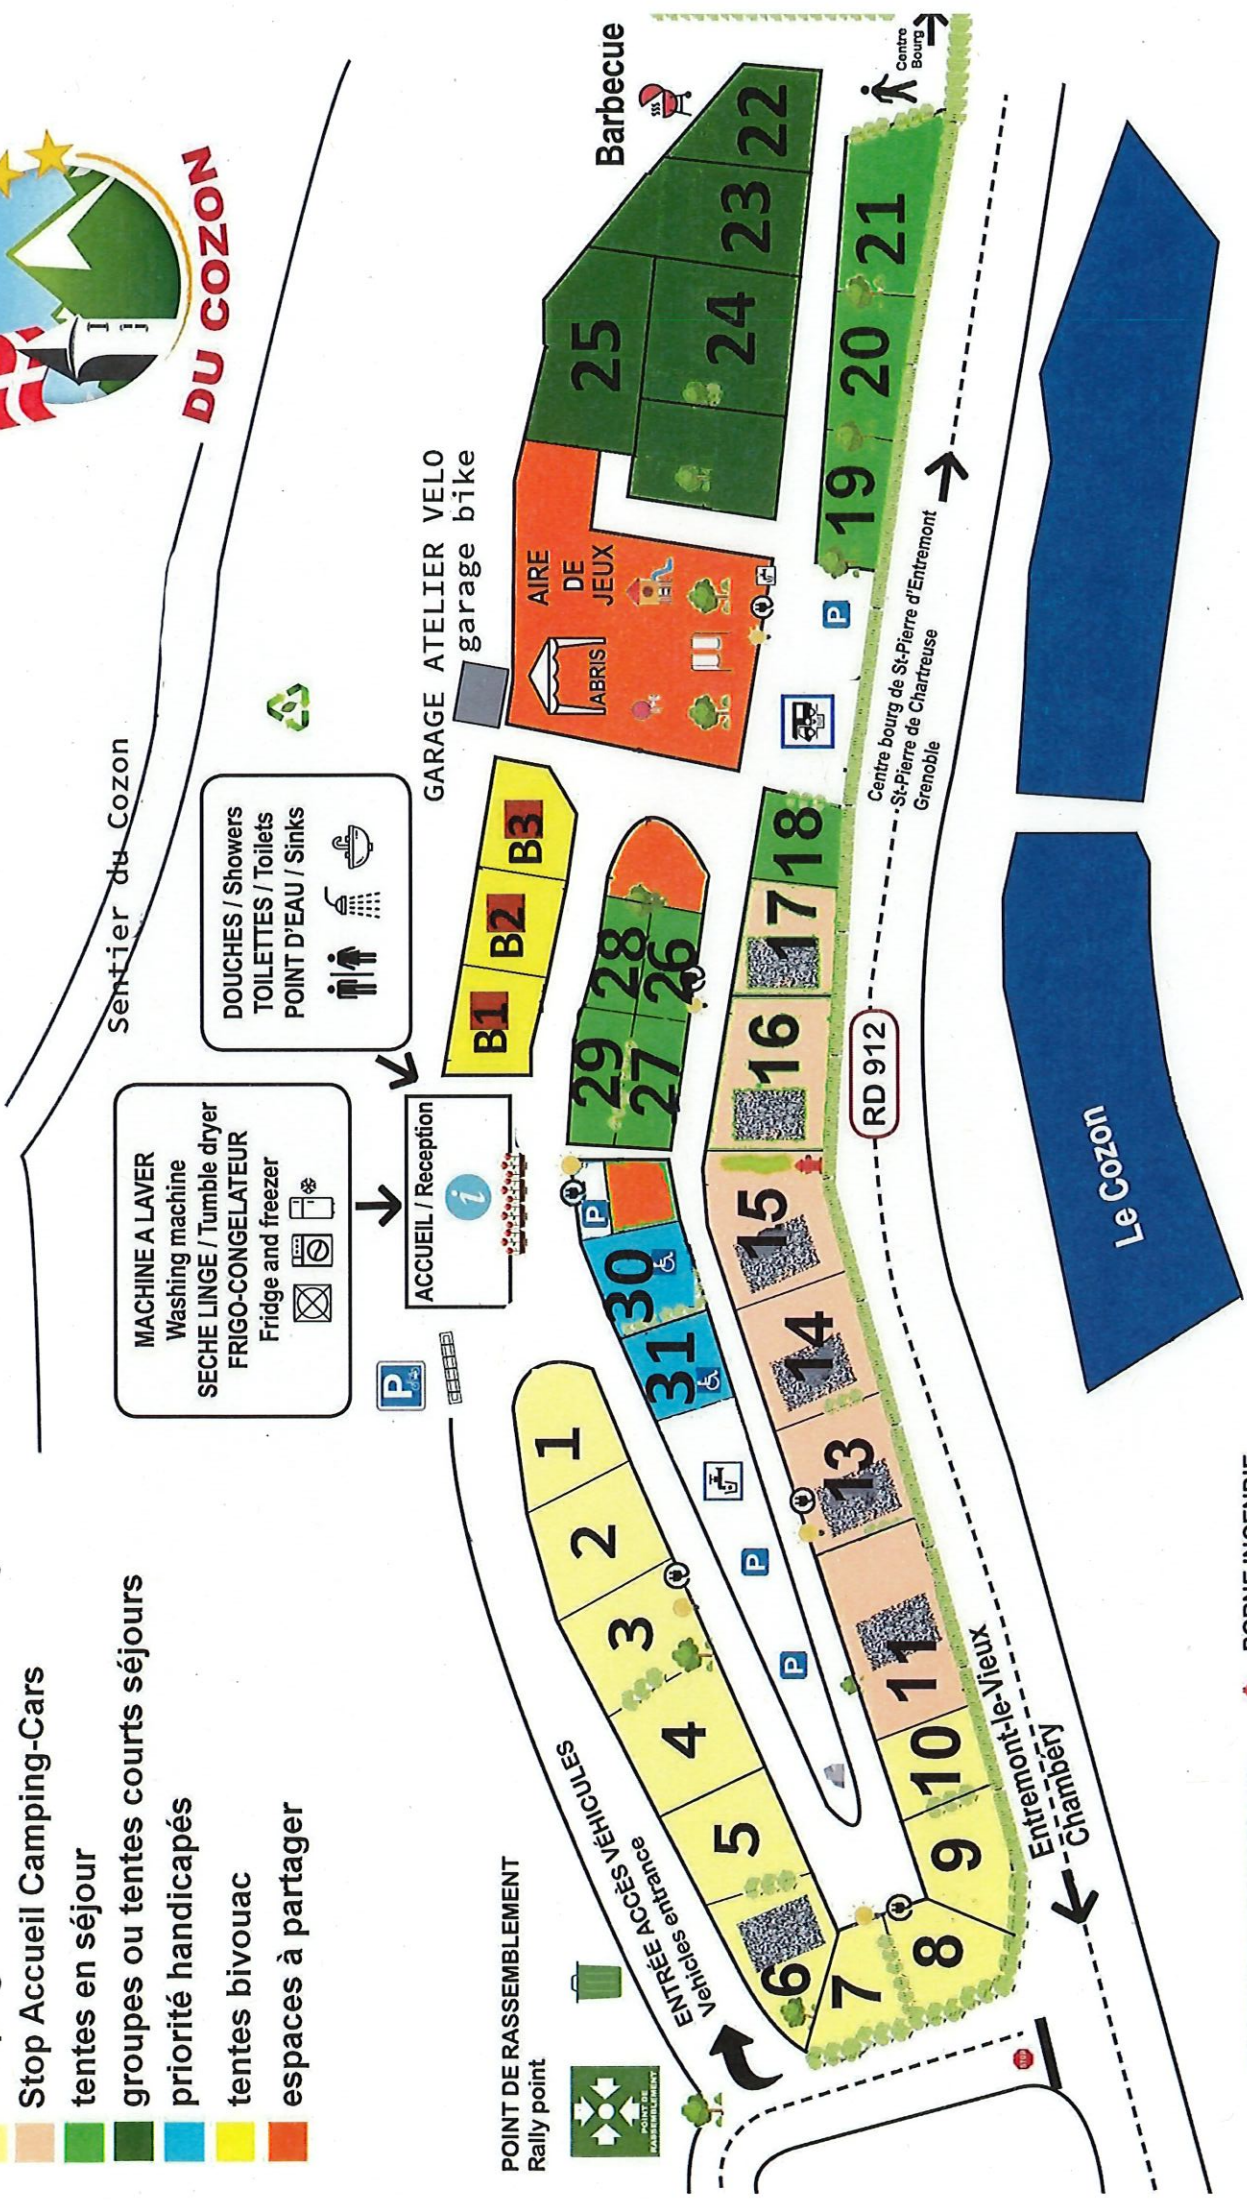 DU COZON
Stop Accueil Camping-Cars
tentes en séjour
groupes ou tentes courts séjours
priorité handicapés
tentes bivouac
espaces à partager
Sentier du Cozon
MACHINE A LAVER
Washing machine
SECHE LINGE / Tumble dryer
FRIGO-CONGELATEUR
Fridge and freezer
DOUCHES / Showers
TOILETTES / Toilets
POINT D'EAU / Sinks
P
ACCUEIL / Reception
i
GARAGE ATELIER VELO
garage bike
Barbecue
B1
B2
B3
AIRE
DE
JEUX
ABRIS
25
24
23
22
21
20
19
18
17
16
15
14
13
11
10
9
8
7
6
5
4
3
2
1
31
30
29
28
27
26
P
P
P
P
Centre
Bourg
Centre bourg de St-Pierre d'Entremont
St-Pierre de Chartreuse
Grenoble
RD 912
Le Cozon
Entremont-le-Vieux
Chambéry
POINT DE RASSEMBLEMENT
Rally point
POINT DE
RASSEMBLEMENT
ENTRÉE ACCÈS VÉHICULES
Vehicles entrance
STOP